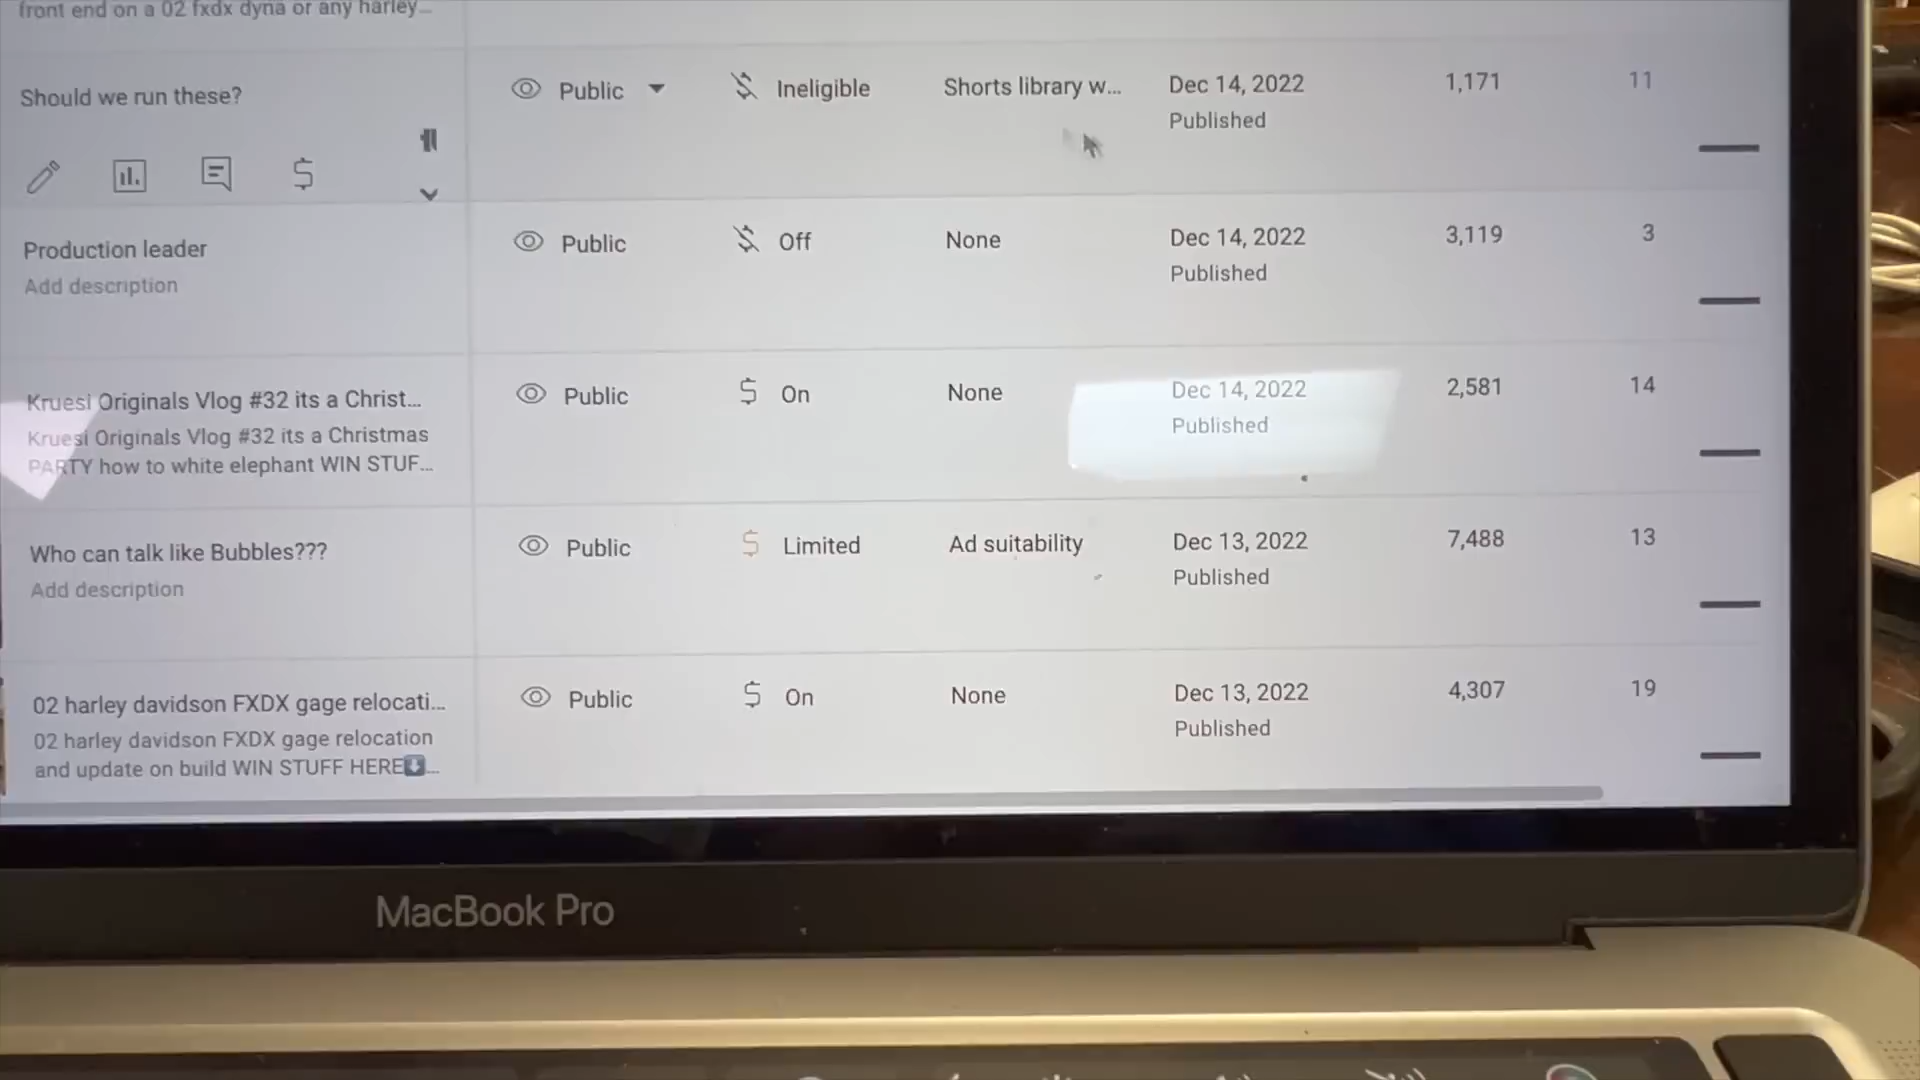 front end on a 02 fxdx dyna or any harley...
Should we run these?
Public
Ineligible
Shorts library w...
Dec 14, 2022
Published
1,171
11
Production leader
Add description
Public
Off
None
Dec 14, 2022
Published
3,119
3
Kruesi Originals Vlog #32 its a Christ...
Kruesi Originals Vlog #32 its a Christmas
PARTY how to white elephant WIN STUF...
Public
On
None
Dec 14, 2022
Published
2,581
14
Who can talk like Bubbles???
Add description
Public
Limited
Ad suitability
Dec 13, 2022
Published
7,488
13
02 harley davidson FXDX gage relocati...
02 harley davidson FXDX gage relocation
and update on build WIN STUFF HERE⬇️...
Public
On
None
Dec 13, 2022
Published
4,307
19
MacBook Pro